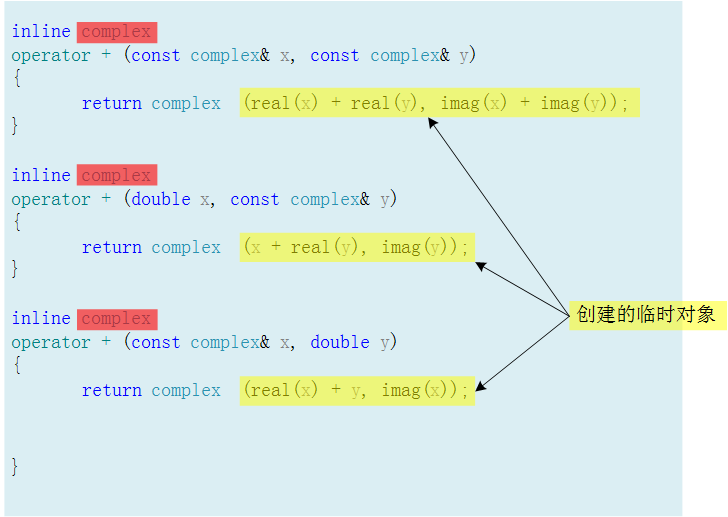 inline complex
operator + (const complex& x, const complex& y)
{
return complex (real(x) + real(y), imag(x) + imag(y));
}
inline complex
operator + (double x, const complex& y)
{
return complex (x + real(y), imag(y));
}
inline complex
operator + (const complex& x, double y)
{
return complex (real(x) + y, imag(x));
}
创建的临时对象